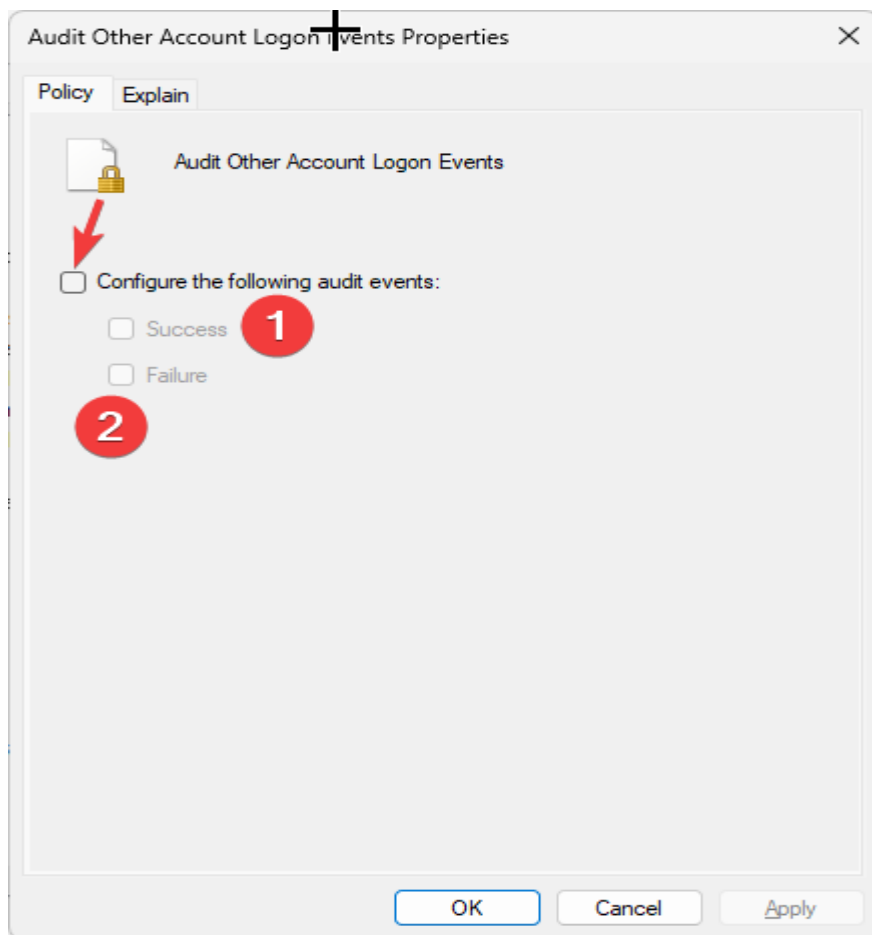 Audit Other Account Logon Events Properties
Policy
Explain
Audit Other Account Logon Events
Configure the following audit events:
Success
1
Failure
2
OK
Cancel
Apply